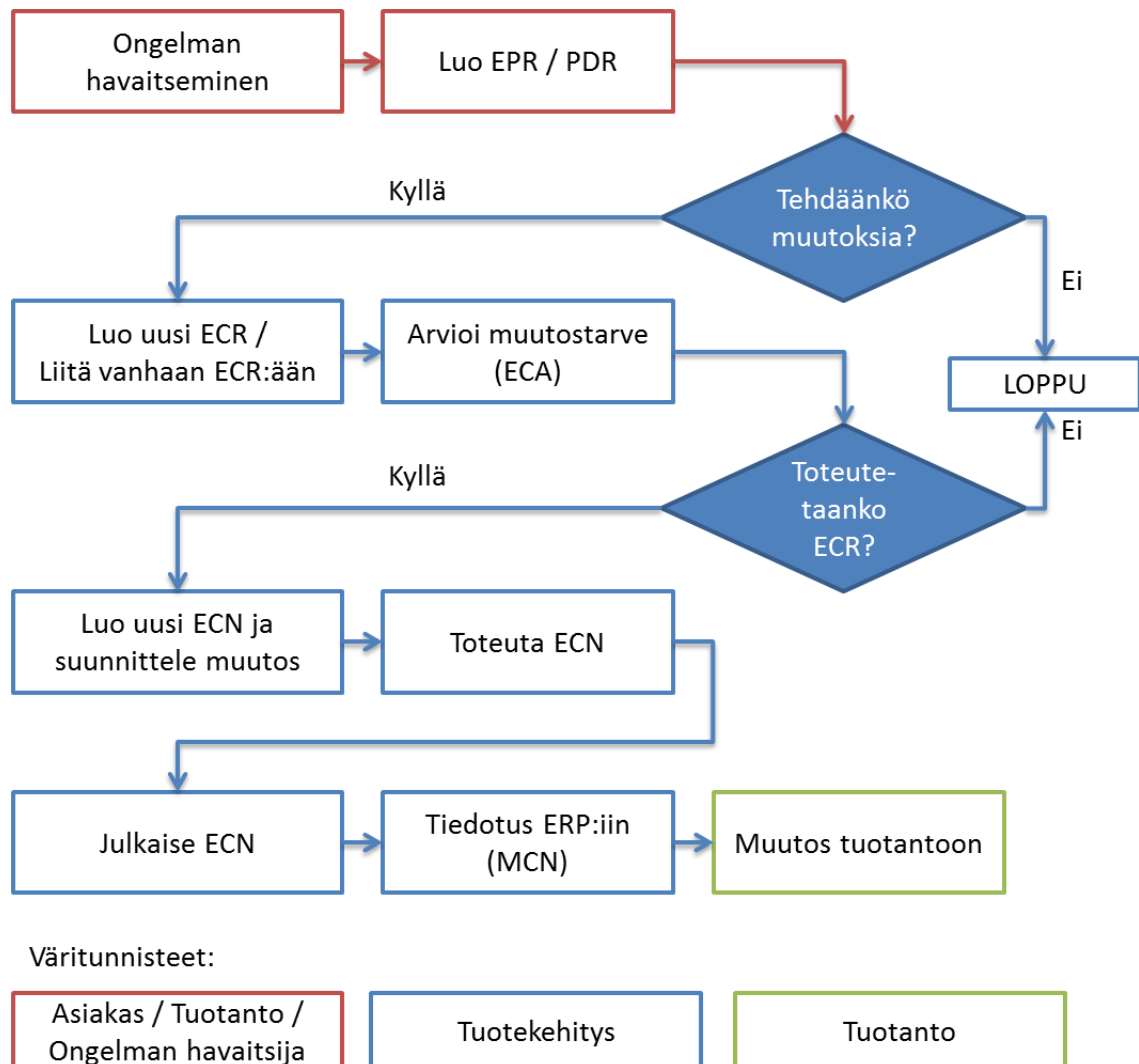 Ongelman
havaitseminen
Luo EPR / PDR
Tehdäänkö
muutoksia?
Kyllä
Ei
Luo uusi ECR /
Liitä vanhaan ECR:ään
Arvioi muutostarve
(ECA)
LOPPU
Ei
Toteute-
taanko
ECR?
Kyllä
Luo uusi ECN ja
suunnittele muutos
Toteuta ECN
Julkaise ECN
Tiedotus ERP:iin
(MCN)
Muutos tuotantoon
Väritunnisteet:
Asiakas / Tuotanto /
Ongelman havaitsija
Tuotekehitys
Tuotanto